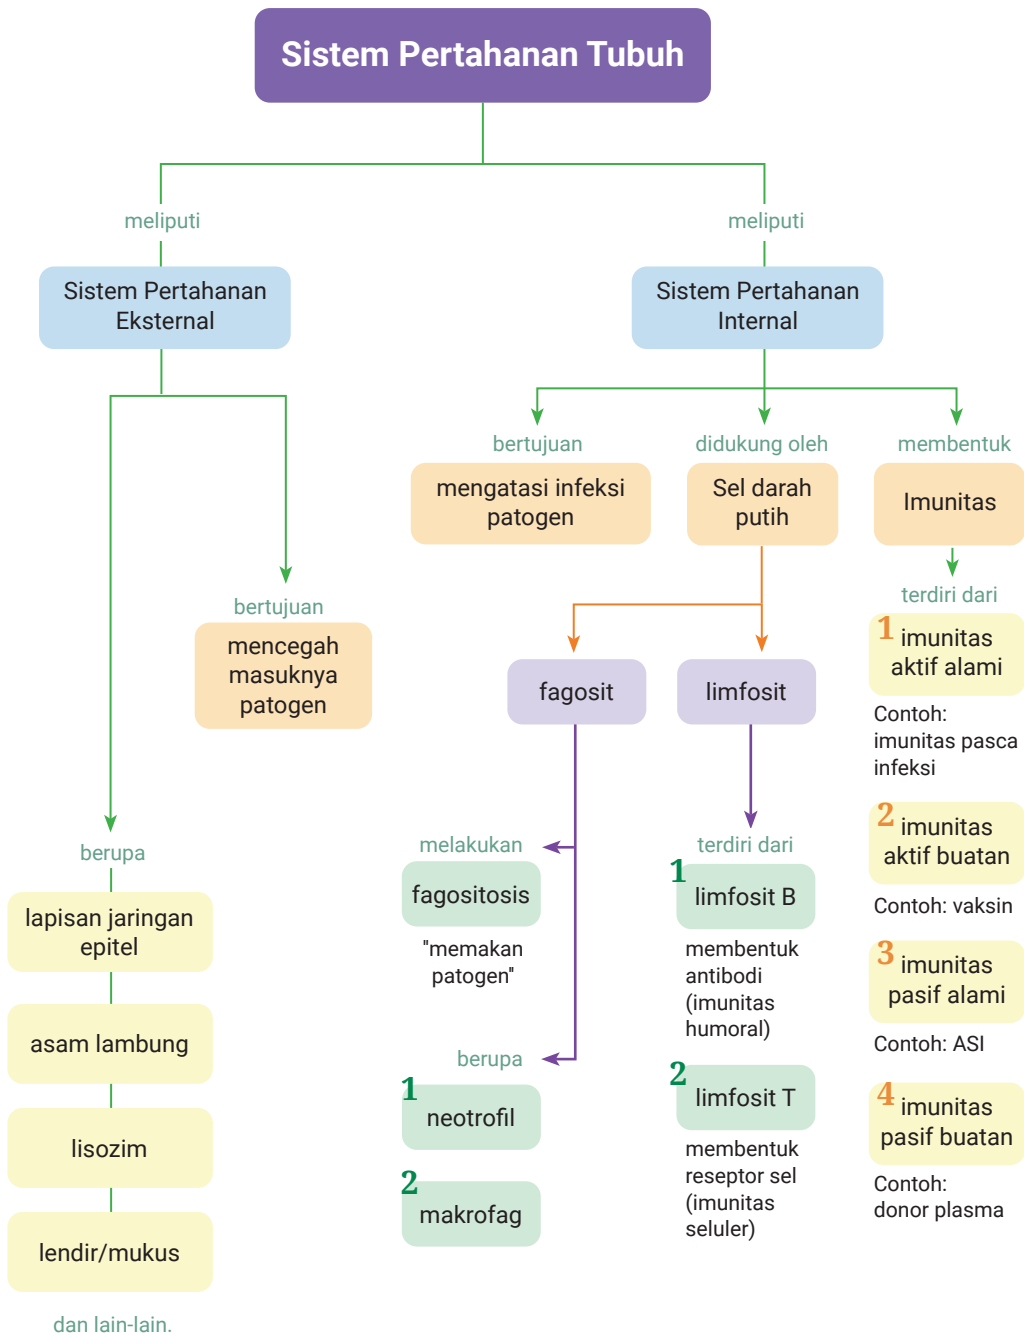 Sistem Pertahanan Tubuh
meliputi
Sistem Pertahanan
Eksternal
berupa
lapisan jaringan
epitel
asam lambung
lisozim
lendir/mukus
dan lain-lain.
bertujuan
mencegah
masuknya
patogen
meliputi
Sistem Pertahanan
Internal
bertujuan
mengatasi infeksi
patogen
didukung oleh
Sel darah
putih
fagosit
melakukan
fagositosis
"memakan
patogen"
berupa
1
neotrofil
2
makrofag
limfosit
terdiri dari
1
limfosit B
membentuk
antibodi
(imunitas
humoral)
2
limfosit T
membentuk
reseptor sel
(imunitas
seluler)
membentuk
Imunitas
terdiri dari
1 imunitas
aktif alami
Contoh:
imunitas pasca
infeksi
2 imunitas
aktif buatan
Contoh: vaksin
3 imunitas
pasif alami
Contoh: ASI
4 imunitas
pasif buatan
Contoh:
donor plasma